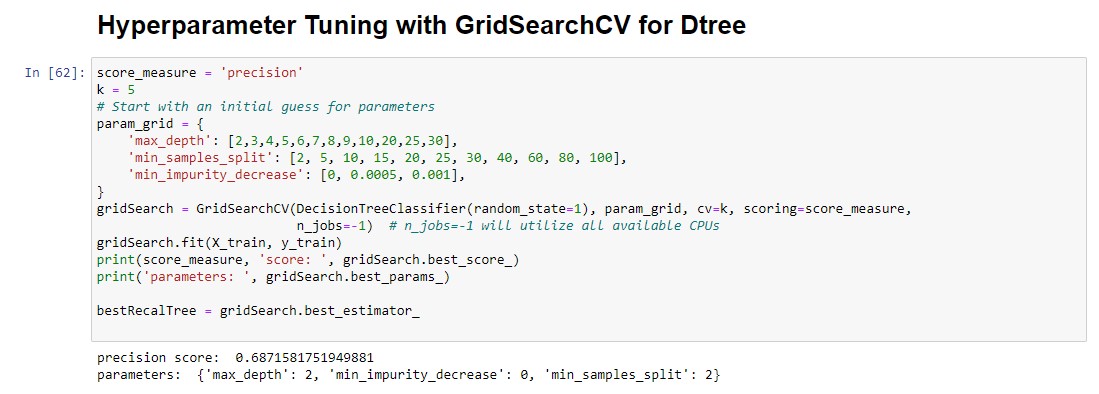 Hyperparameter Tuning with GridSearchCV for Dtree
In [62]: score_measure = 'precision'
k = 5
# Start with an initial guess for parameters
param_grid = {
    'max_depth': [2,3,4,5,6,7,8,9,10,20,25,30],
    'min_samples_split': [2, 5, 10, 15, 20, 25, 30, 40, 60, 80, 100],
    'min_impurity_decrease': [0, 0.0005, 0.001],
}
gridSearch = GridSearchCV(DecisionTreeClassifier(random_state=1), param_grid, cv=k, scoring=score_measure,
                          n_jobs=-1)  # n_jobs=-1 will utilize all available CPUs
gridSearch.fit(X_train, y_train)
print(score_measure, 'score: ', gridSearch.best_score_)
print('parameters: ', gridSearch.best_params_)
bestRecalTree = gridSearch.best_estimator_
precision score:  0.6871581751949881
parameters:  {'max_depth': 2, 'min_impurity_decrease': 0, 'min_samples_split': 2}